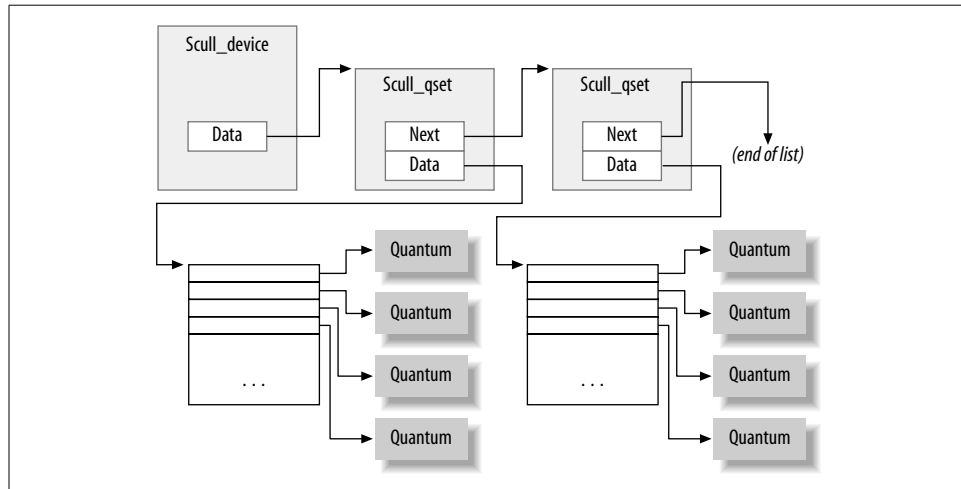 Scull_device
Data
Scull_qset
Next
Data
Scull_qset
Next
Data
(end of list)
Quantum
Quantum
Quantum
Quantum
. . .
Quantum
Quantum
Quantum
Quantum
. . .